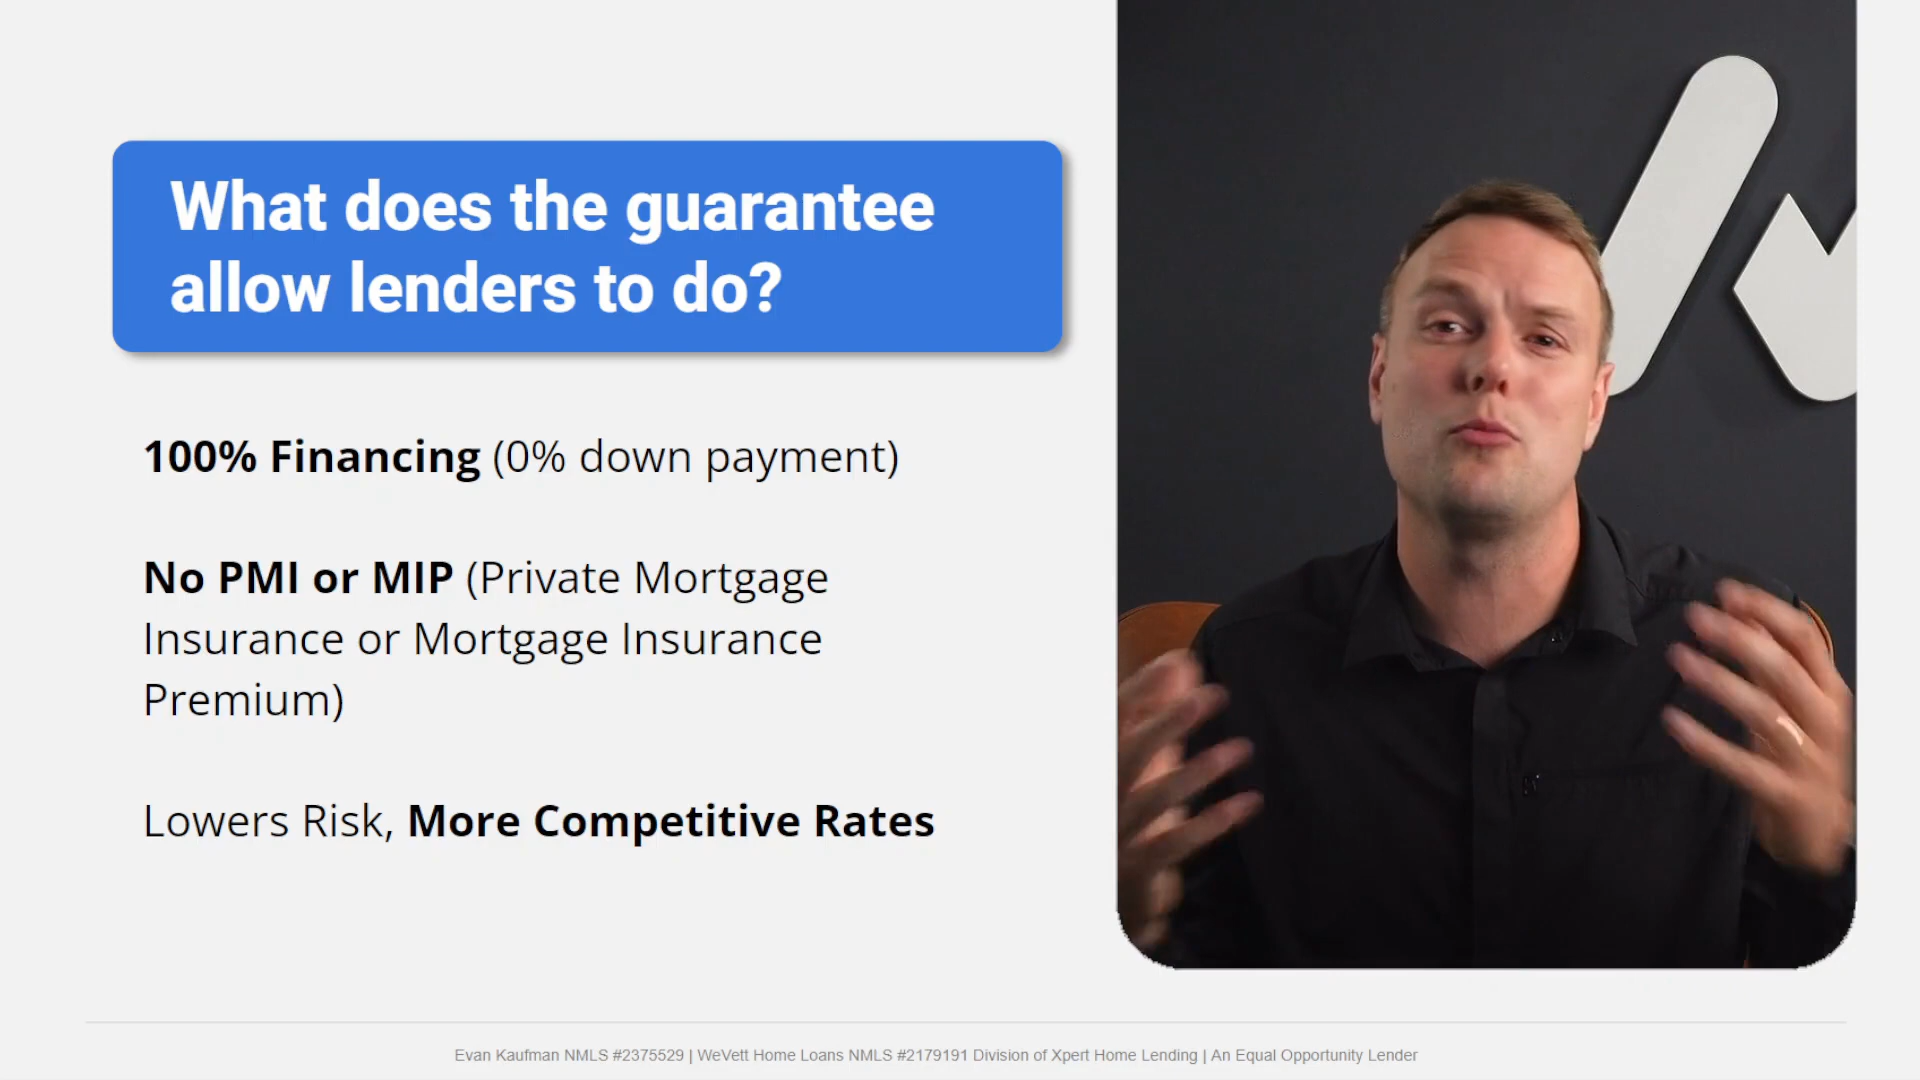 What does the guarantee
allow lenders to do?
100% Financing (0% down payment)
No PMI or MIP (Private Mortgage
Insurance or Mortgage Insurance
Premium)
Lowers Risk, More Competitive Rates
Evan Kaufman NMLS #2375529 | WeVett Home Loans NMLS #2179191 Division of Xpert Home Lending | An Equal Opportunity Lender